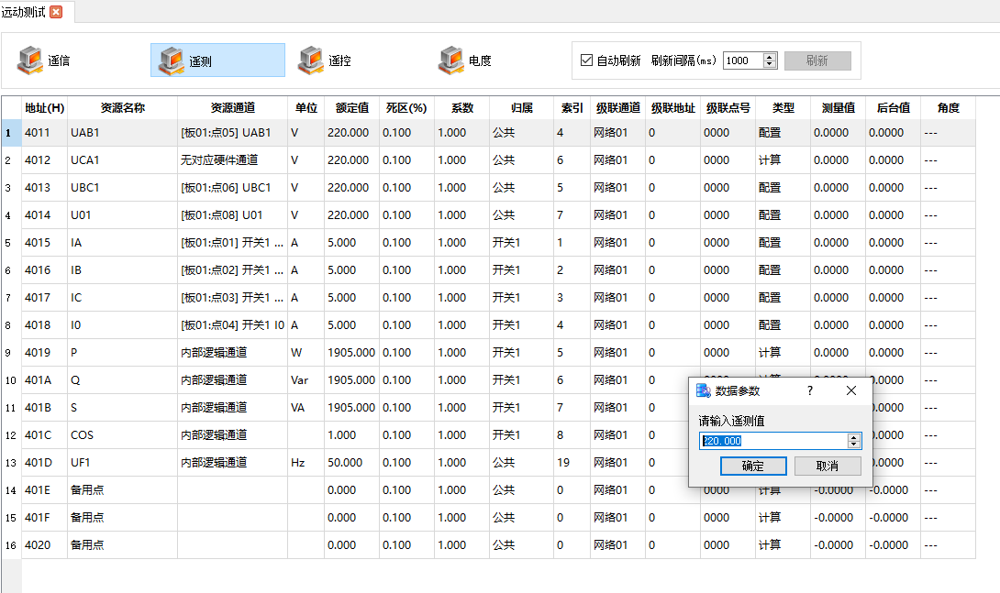 远动测试
遥信 遥测 遥控 电度 自动刷新 刷新间隔(ms) 1000 刷新
地址(H) 资源名称 资源通道 单位 额定值 死区(%) 系数 归属 索引 级联通道 级联地址 级联点号 类型 测量值 后台值 角度
1 4011 UAB1 [板01:点05] UAB1 V 220.000 0.100 1.000 公共 4 网络01 0 0000 配置 0.0000 0.0000 ---
2 4012 UCA1 无对应硬件通道 V 220.000 0.100 1.000 公共 6 网络01 0 0000 计算 0.0000 0.0000 ---
3 4013 UBC1 [板01:点06] UBC1 V 220.000 0.100 1.000 公共 5 网络01 0 0000 配置 0.0000 0.0000 ---
4 4014 U01 [板01:点08] U01 V 220.000 0.100 1.000 公共 7 网络01 0 0000 配置 0.0000 0.0000 ---
5 4015 IA [板01:点01] 开关1 ... A 5.000 0.100 1.000 开关1 1 网络01 0 0000 配置 0.0000 0.0000 ---
6 4016 IB [板01:点02] 开关1 ... A 5.000 0.100 1.000 开关1 2 网络01 0 0000 配置 0.0000 0.0000 ---
7 4017 IC [板01:点03] 开关1 ... A 5.000 0.100 1.000 开关1 3 网络01 0 0000 配置 0.0000 0.0000 ---
8 4018 I0 [板01:点04] 开关1 I0 A 5.000 0.100 1.000 开关1 4 网络01 0 0000 配置 0.0000 0.0000 ---
9 4019 P 内部逻辑通道 W 1905.000 0.100 1.000 开关1 5 网络01 0 0000 计算 0.0000 0.0000 ---
10 401A Q 内部逻辑通道 Var 1905.000 0.100 1.000 开关1 6 网络01 0 0.0000 ---
11 401B S 内部逻辑通道 VA 1905.000 0.100 1.000 开关1 7 网络01 0 .0000 ---
12 401C COS 内部逻辑通道 1.000 0.100 1.000 开关1 8 网络01 0 .0000 ---
13 401D UF1 内部逻辑通道 Hz 50.000 0.100 1.000 公共 19 网络01 0 .0000 ---
14 401E 备用点 0.000 0.100 1.000 公共 0 网络01 0 0000 计算 -0.0000 -0.0000 ---
15 401F 备用点 0.000 0.100 1.000 公共 0 网络01 0 0000 计算 -0.0000 -0.0000 ---
16 4020 备用点 0.000 0.100 1.000 公共 0 网络01 0 0000 计算 -0.0000 -0.0000 ---
数据参数 ?
请输入遥测值
220.000
确定 取消